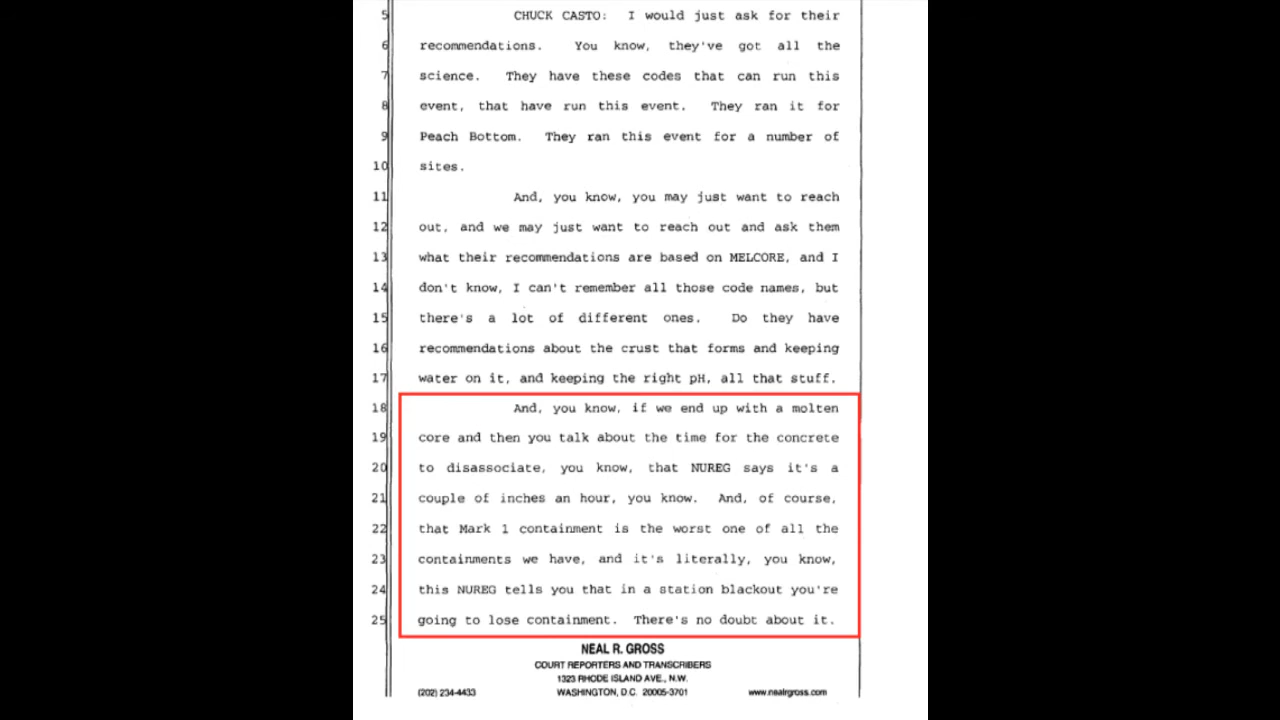 5 CHUCK CASTO: I would just ask for their
6 recommendations. You know, they've got all the
7 science. They have these codes that can run this
8 event, that have run this event. They ran it for
9 Peach Bottom. They ran this event for a number of
10 sites.
11 And, you know, you may just want to reach
12 out, and we may just want to reach out and ask them
13 what their recommendations are based on MELCORE, and I
14 don't know, I can't remember all those code names, but
15 there's a lot of different ones. Do they have
16 recommendations about the crust that forms and keeping
17 water on it, and keeping the right pH, all that stuff.
18 And, you know, if we end up with a molten
19 core and then you talk about the time for the concrete
20 to disassociate, you know, that NUREG says it's a
21 couple of inches an hour, you know. And, of course,
22 that Mark 1 containment is the worst one of all the
23 containments we have, and it's literally, you know,
24 this NUREG tells you that in a station blackout you're
25 going to lose containment. There's no doubt about it.
NEAL R. GROSS
COURT REPORTERS AND TRANSCRIBERS
1323 RHODE ISLAND AVE., N.W.
(202) 234-4433 WASHINGTON, D.C. 20005-3701 www.nealrgross.com